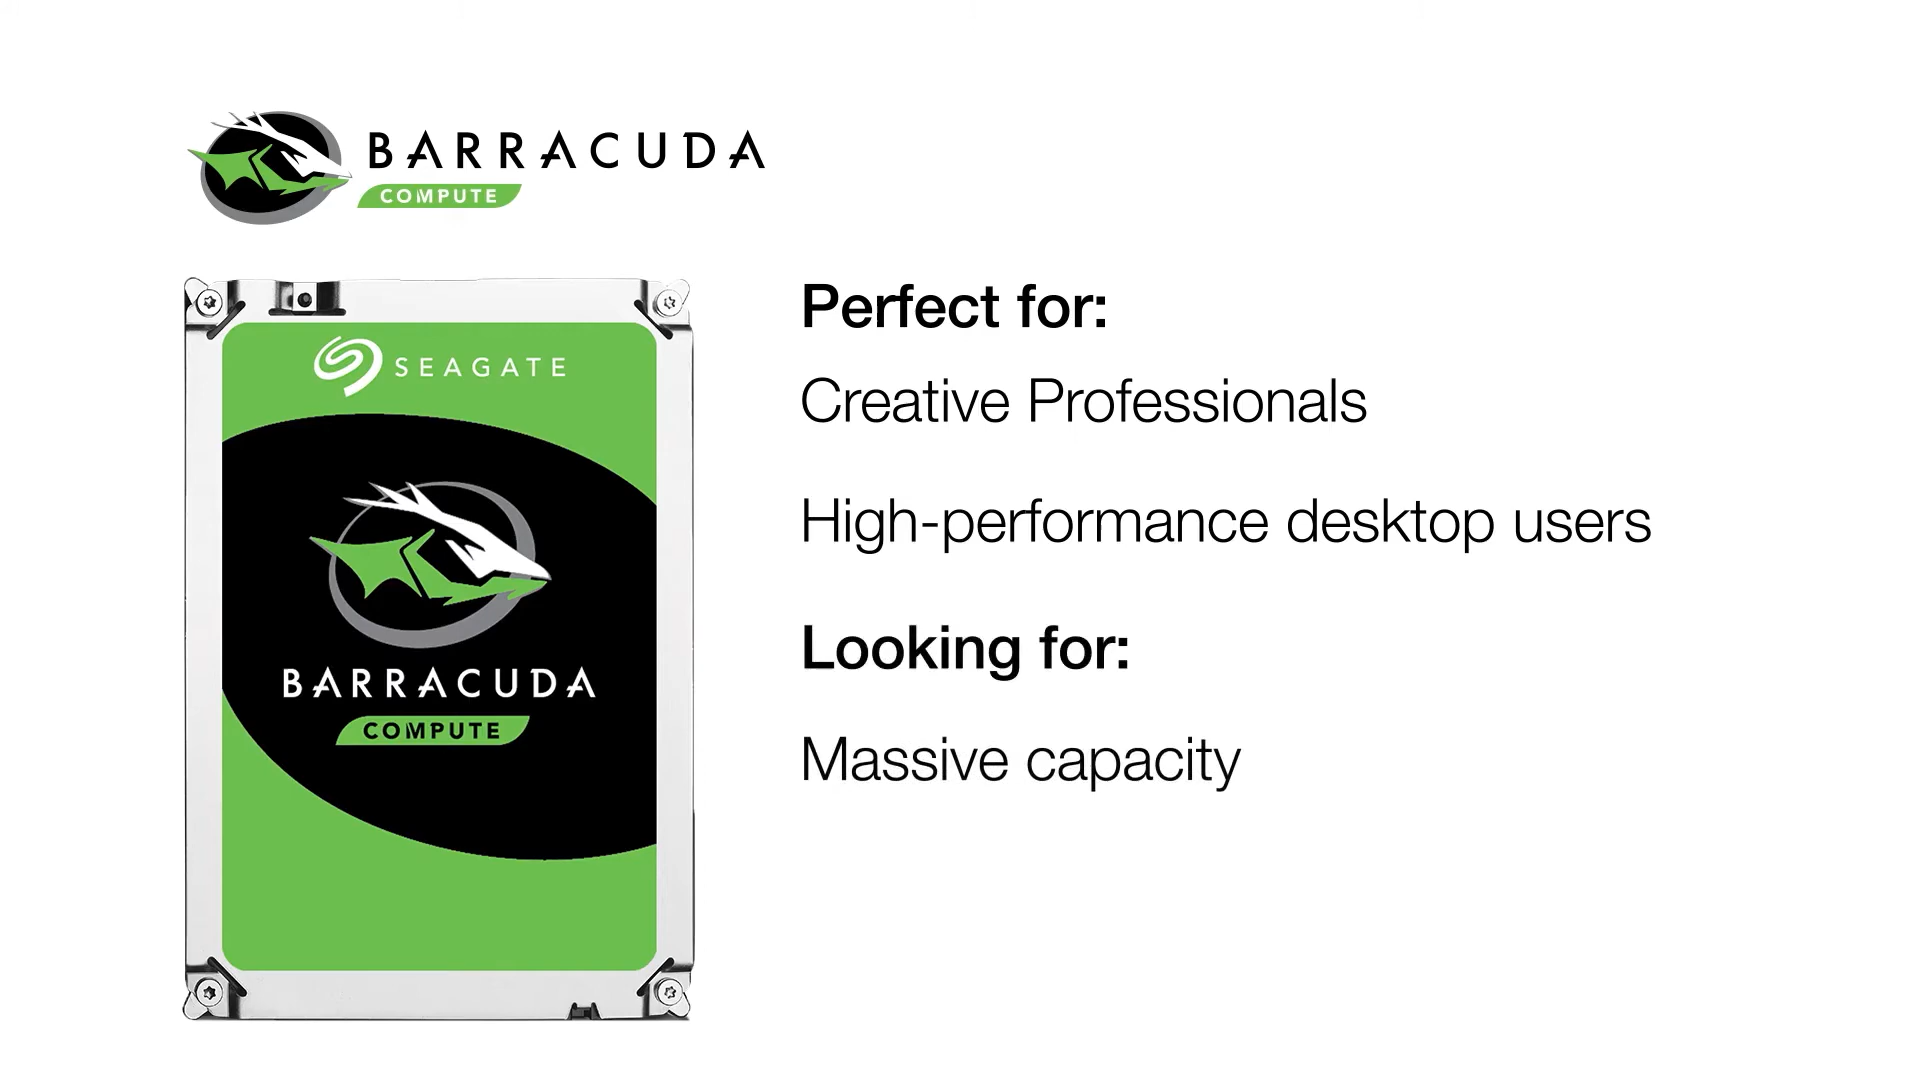 BARRACUDA
COMPUTE
SEAGATE
BARRACUDA
COMPUTE
Perfect for:
Creative Professionals
High-performance desktop users
Looking for:
Massive capacity